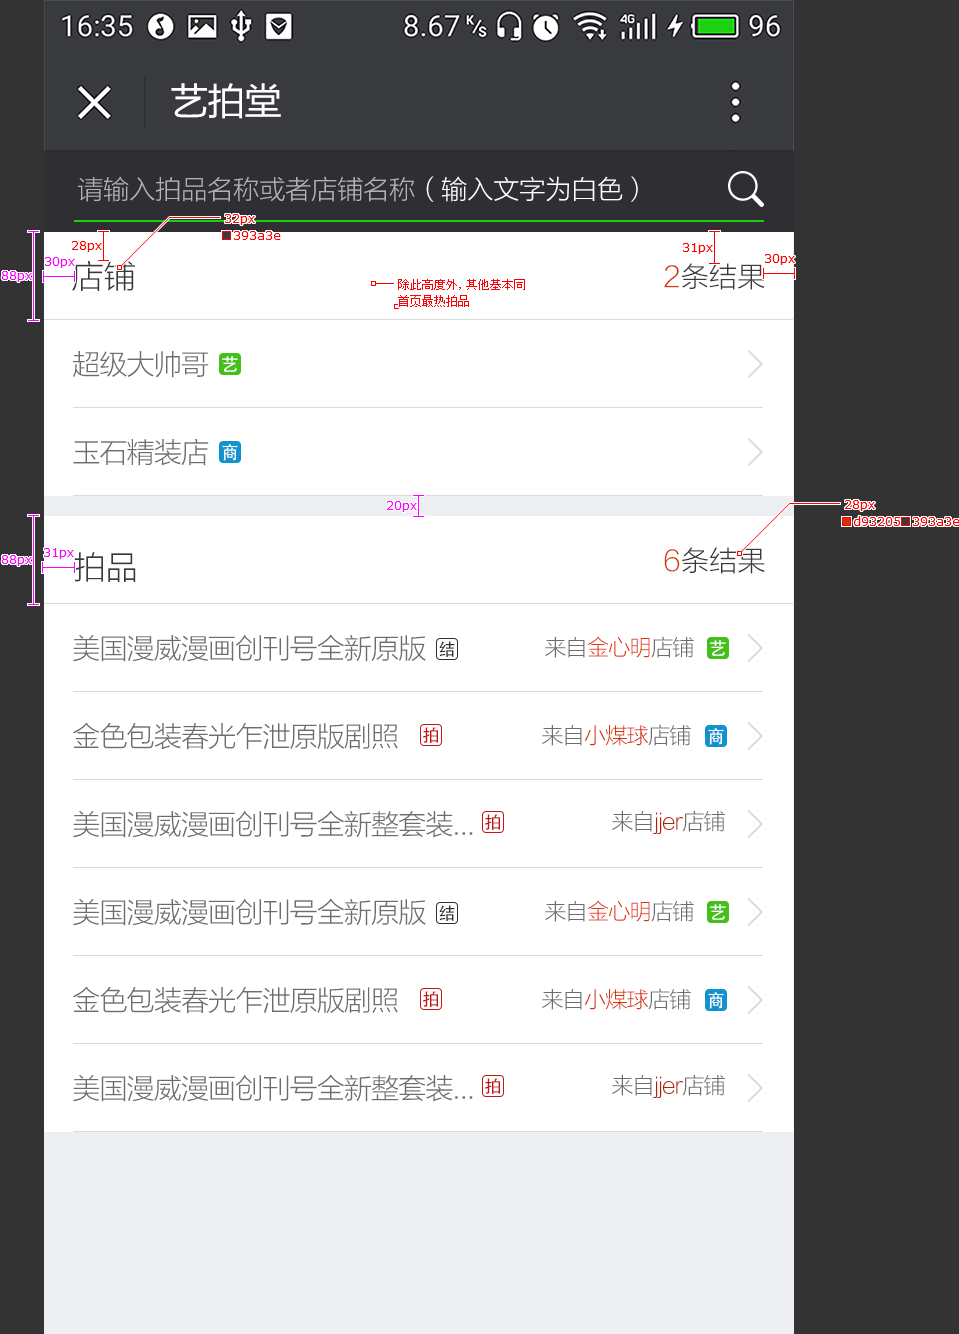 16:35 8.67 K/s 4G 96
艺拍堂
请输入拍品名称或者店铺名称（输入文字为白色）
32px
393a3e
28px
31px
30px
30px
88px
店铺
2条结果
除此高度外，其他基本同
首页最热拍品
超级大帅哥 艺
玉石精装店 商
20px
28px
d93205 393a3e
88px
31px
拍品
6条结果
美国漫威漫画创刊号全新原版 结 来自金心明店铺 艺
金色包装春光乍泄原版剧照 拍 来自小煤球店铺 商
美国漫威漫画创刊号全新整套装... 拍 来自jjer店铺
美国漫威漫画创刊号全新原版 结 来自金心明店铺 艺
金色包装春光乍泄原版剧照 拍 来自小煤球店铺 商
美国漫威漫画创刊号全新整套装... 拍 来自jjer店铺